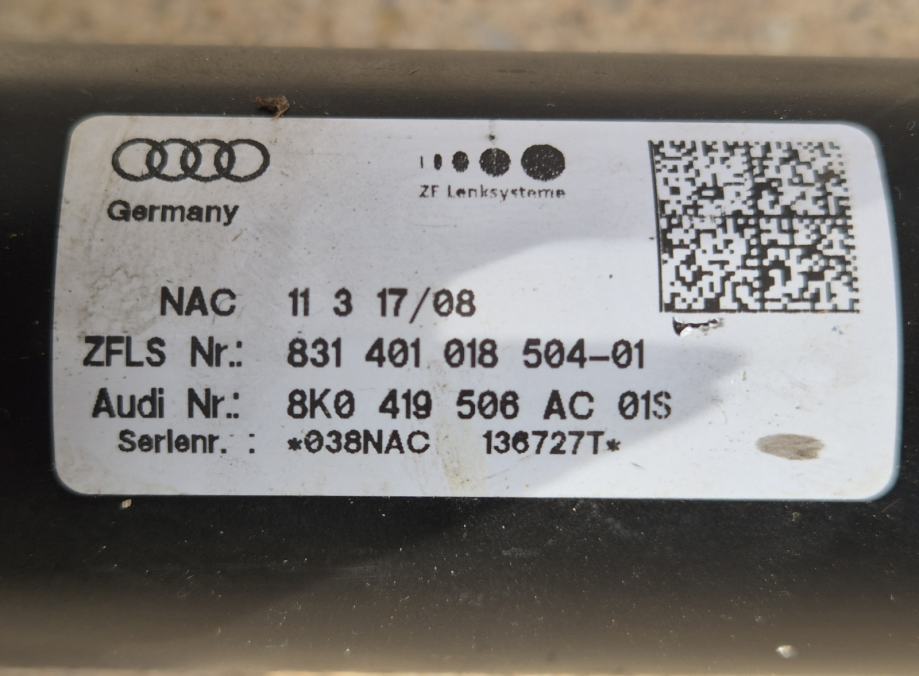 Germany
ZF Lenksysteme
NAC 11 3 17/08
ZFLS Nr.: 831 401 018 504-01
Audi Nr.: 8K0 419 506 AC 01S
Serienr. : *038NAC 136727T*